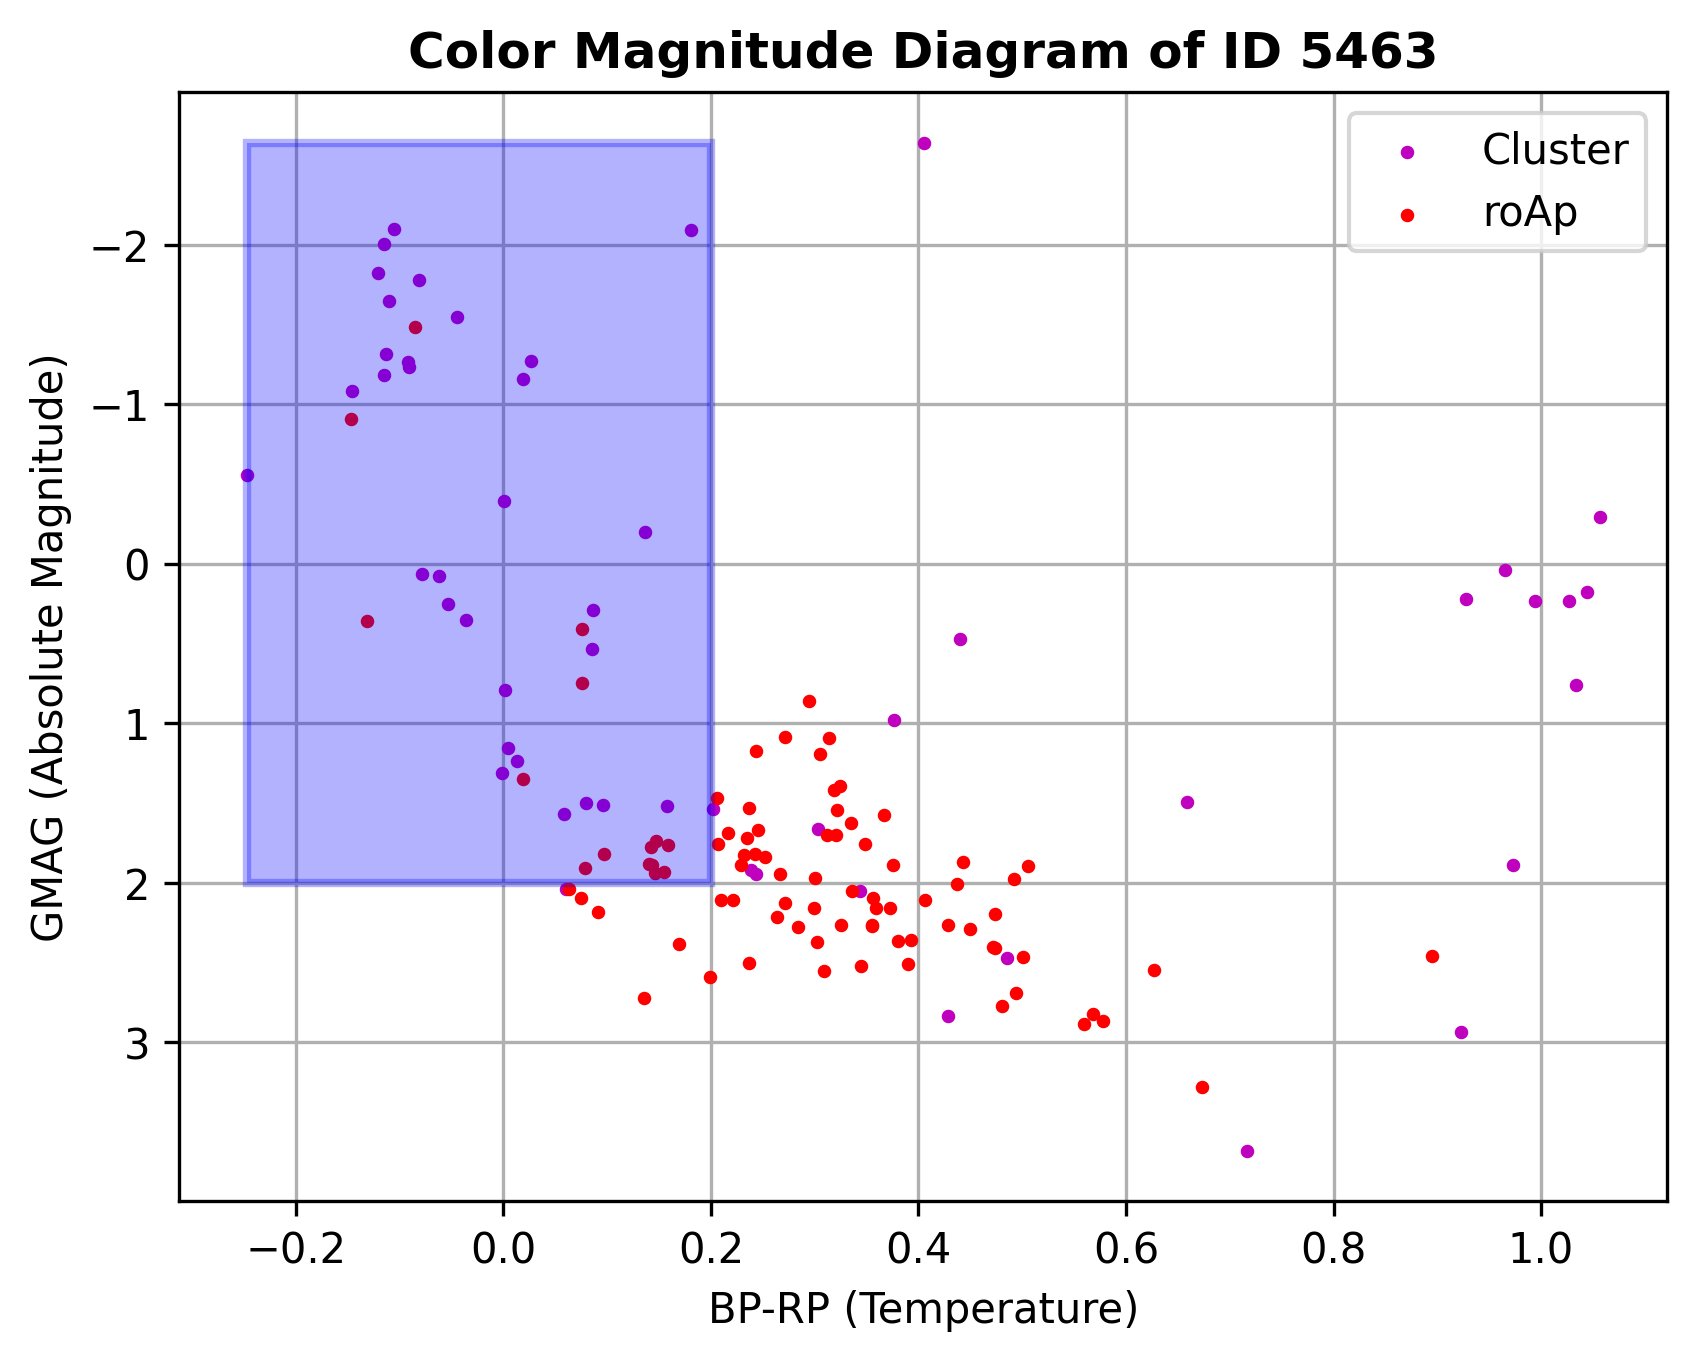 Color Magnitude Diagram of ID 5463
Cluster
roAp
GMAG (Absolute Magnitude)
−2
−1
0
1
2
3
−0.2 0.0 0.2 0.4 0.6 0.8 1.0
BP-RP (Temperature)